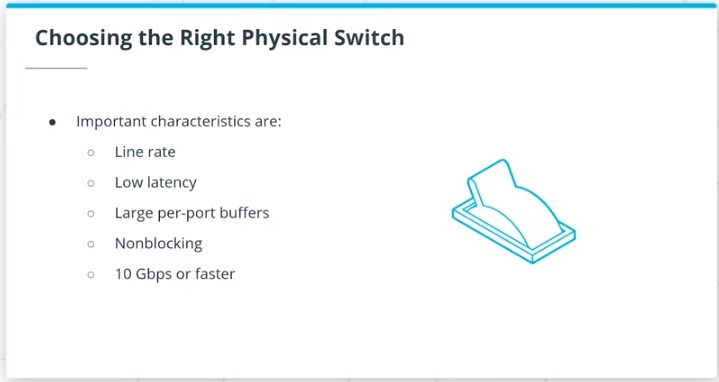 Choosing the Right Physical Switch
● Important characteristics are:
○ Line rate
○ Low latency
○ Large per-port buffers
○ Nonblocking
○ 10 Gbps or faster